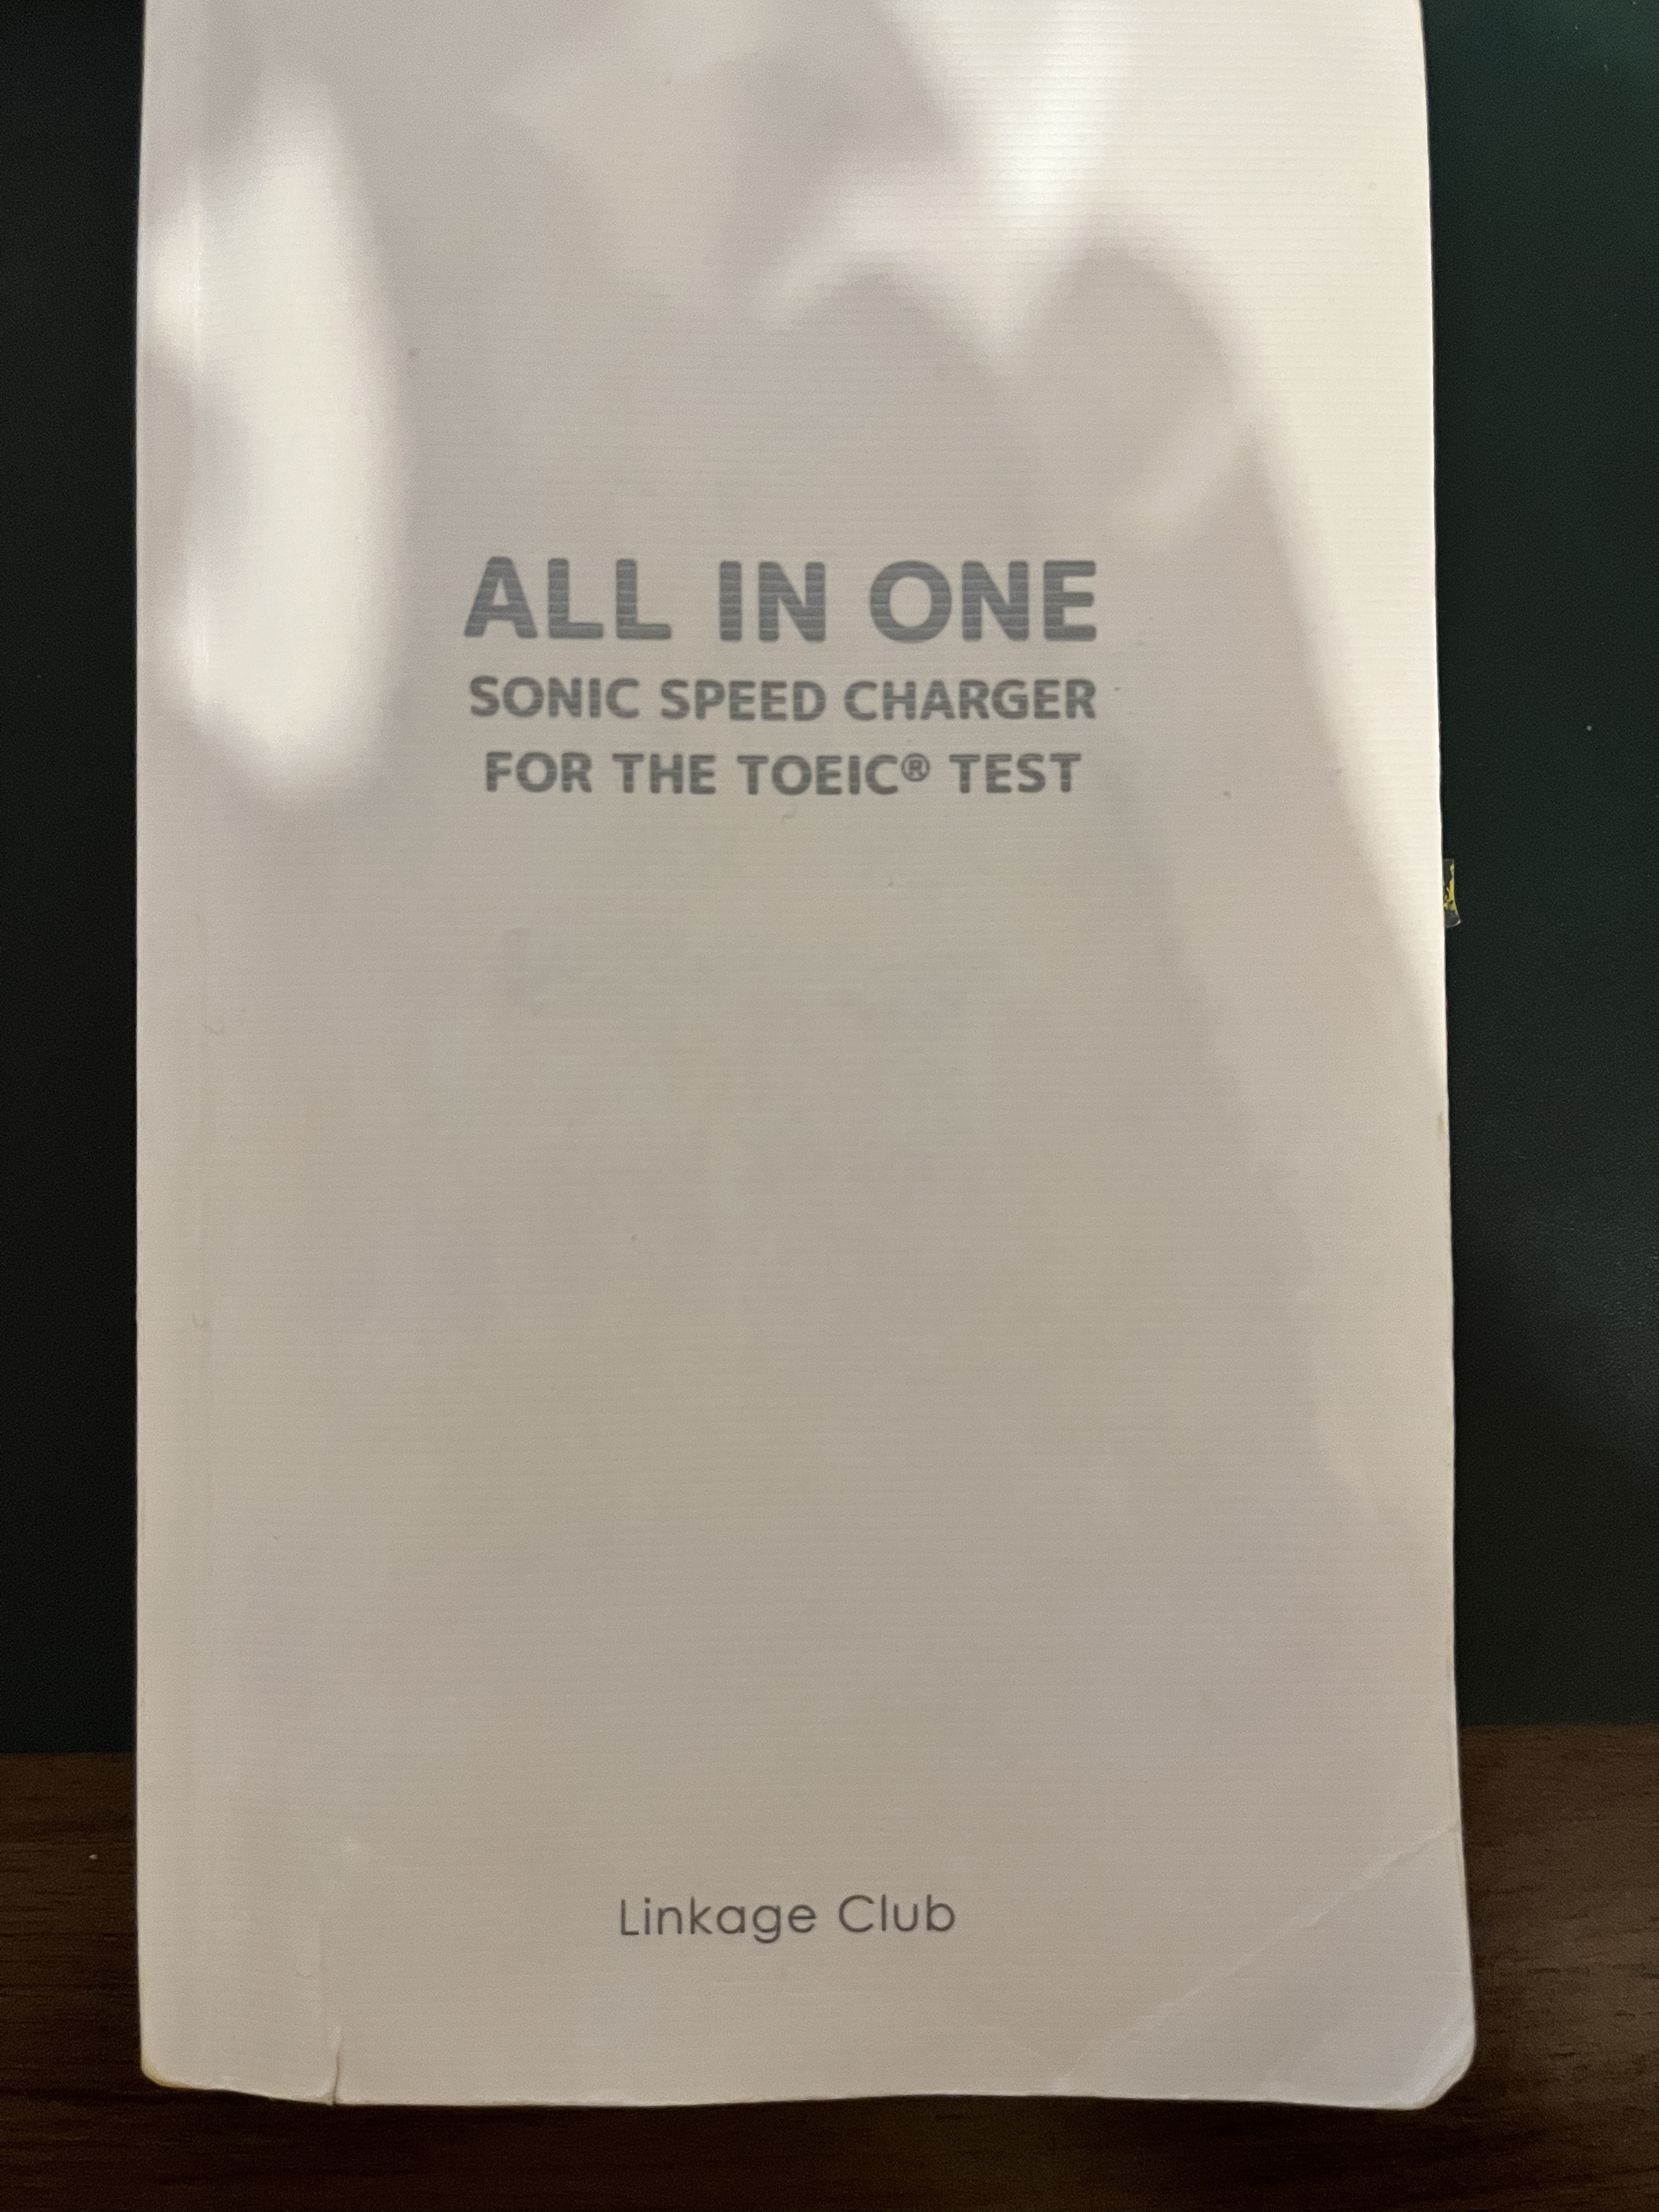 ALL IN ONE
SONIC SPEED CHARGER
FOR THE TOEIC® TEST
Linkage Club